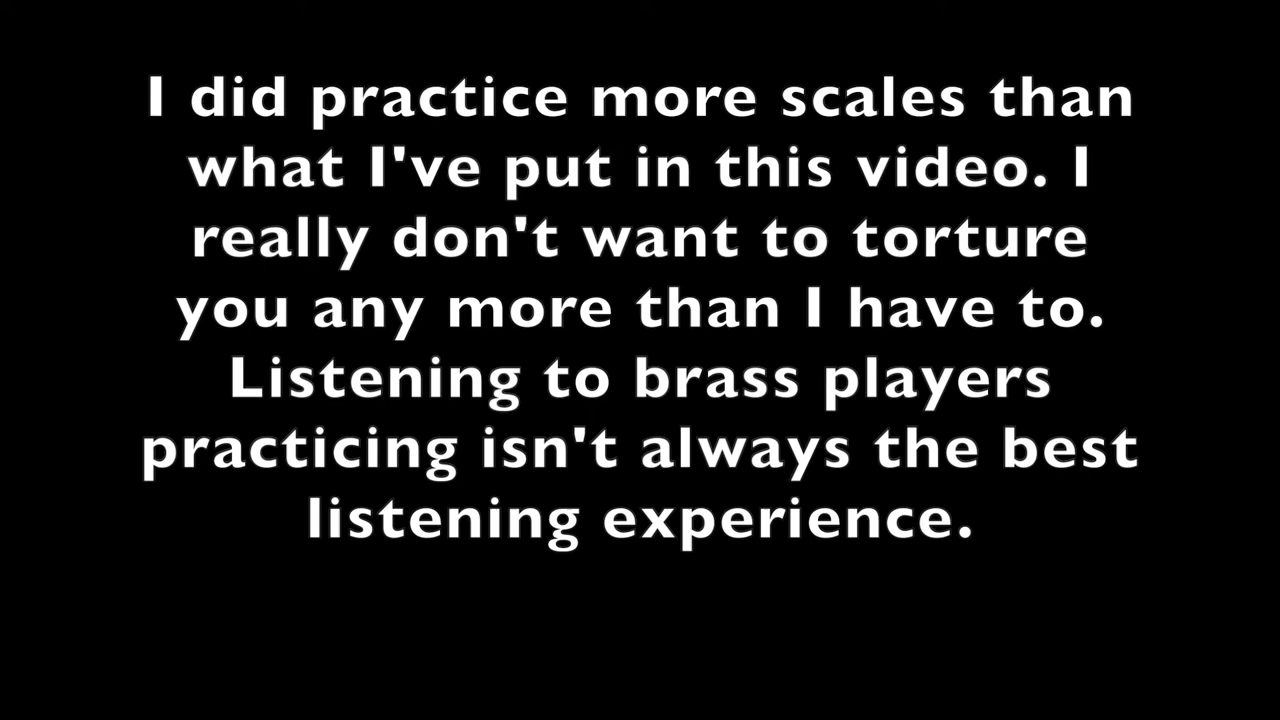 I did practice more scales than
what I've put in this video. I
really don't want to torture
you any more than I have to.
Listening to brass players
practicing isn't always the best
listening experience.